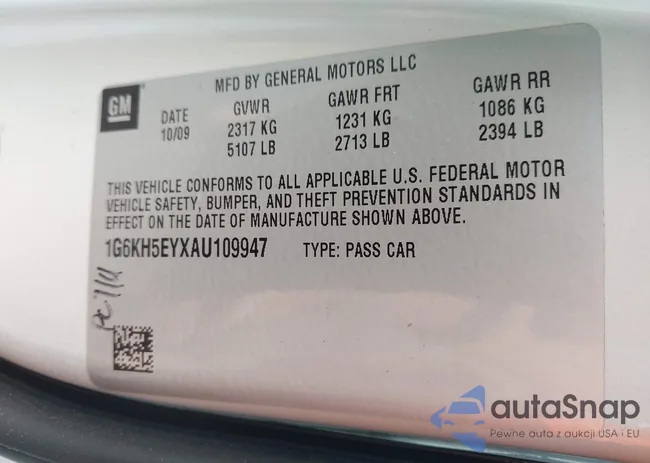 GM
MFD BY GENERAL MOTORS LLC
DATE GVWR GAWR FRT GAWR RR
10/09 2317 KG 1231 KG 1086 KG
5107 LB 2713 LB 2394 LB
THIS VEHICLE CONFORMS TO ALL APPLICABLE U.S. FEDERAL MOTOR
VEHICLE SAFETY, BUMPER, AND THEFT PREVENTION STANDARDS IN
EFFECT ON THE DATE OF MANUFACTURE SHOWN ABOVE.
1G6KH5EYXAU109947 TYPE: PASS CAR
autaSnap
Pewne auta z aukcji USA i EU